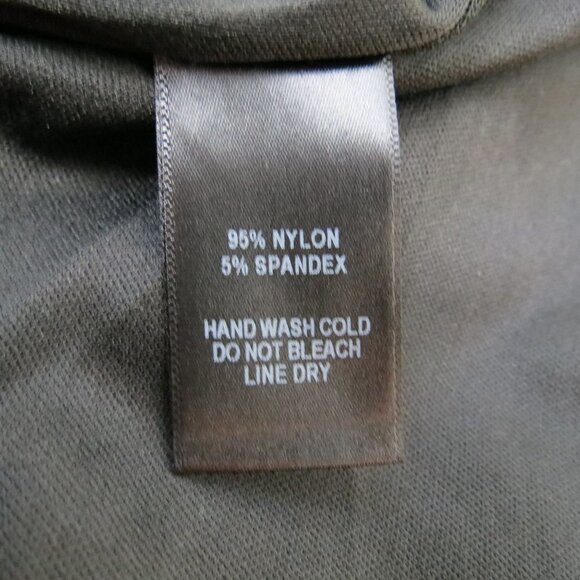 95% NYLON
5% SPANDEX
HAND WASH COLD
DO NOT BLEACH
LINE DRY